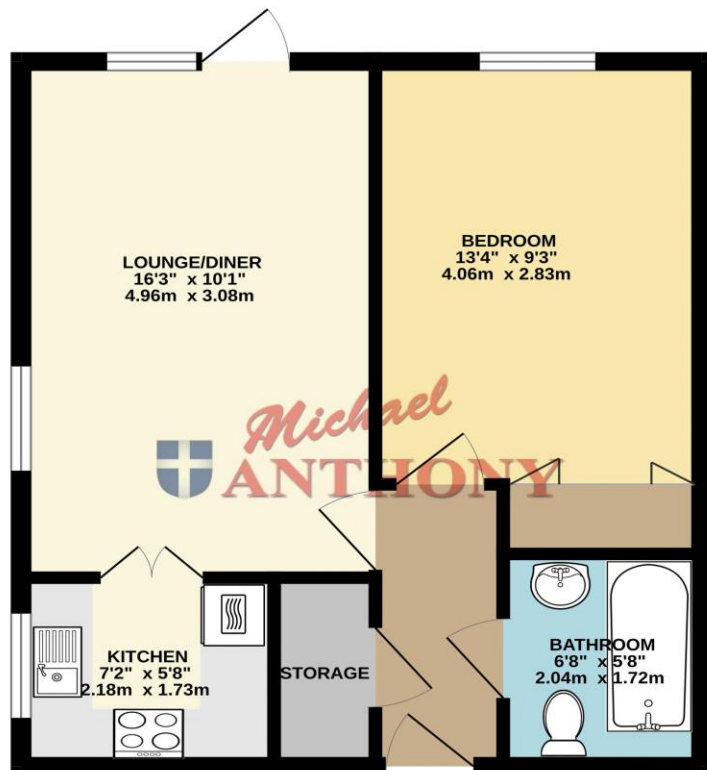 LOUNGE/DINER
16'3" x 10'1"
4.96m x 3.08m
BEDROOM
13'4" x 9'3"
4.06m x 2.83m
Michael
ANTHONY
KITCHEN
7'2" x 5'8"
2.18m x 1.73m
STORAGE
BATHROOM
6'8" x 5'8"
2.04m x 1.72m